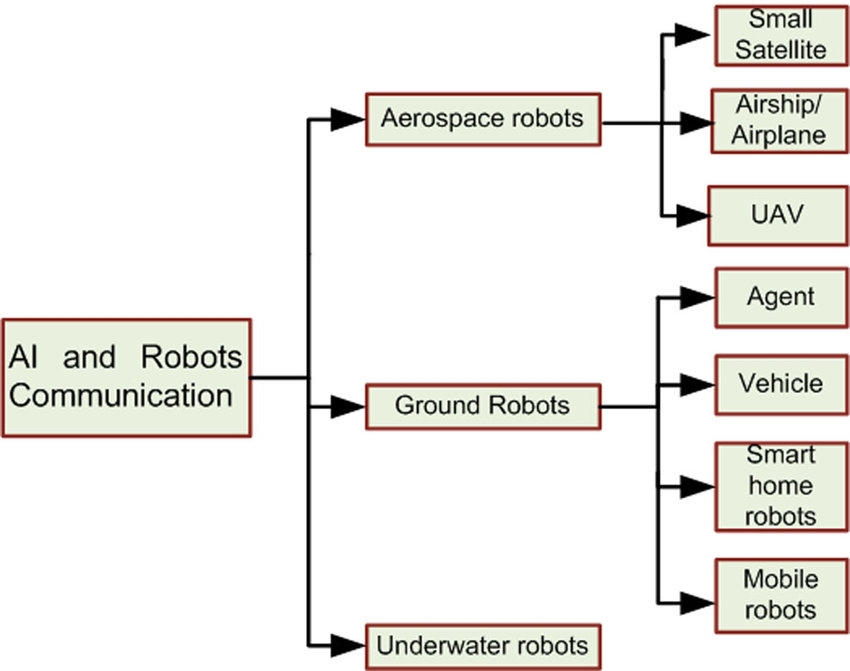 AI and Robots
Communication
Aerospace robots
Small
Satellite
Airship/
Airplane
UAV
Ground Robots
Agent
Vehicle
Smart
home
robots
Mobile
robots
Underwater robots